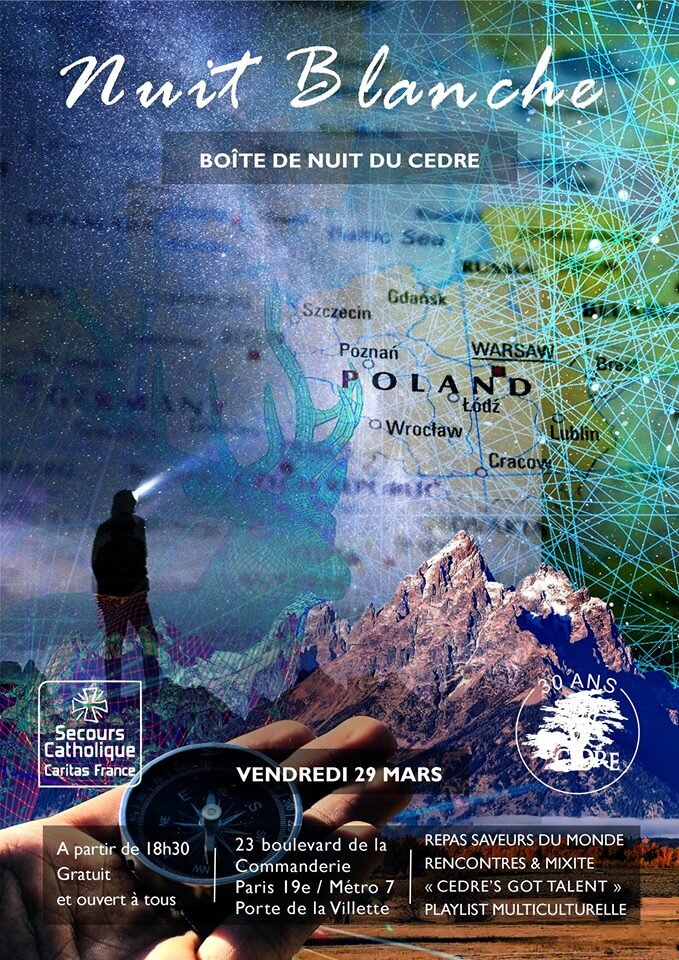 Nuit Blanche
BOÎTE DE NUIT DU CEDRE
Baltic Sea
RUSSIA
Gdańsk
Szczecin
Poznań
WARSAW
POLAND
Łódź
GERMANY
Wrocław
Lublin
Cracow
30 ANS
CEDRE
Secours
Catholique
Caritas France
VENDREDI 29 MARS
A partir de 18h30
Gratuit
et ouvert à tous
23 boulevard de la
Commanderie
Paris 19e / Métro 7
Porte de la Villette
REPAS SAVEURS DU MONDE
RENCONTRES & MIXITE
« CEDRE'S GOT TALENT »
PLAYLIST MULTICULTURELLE